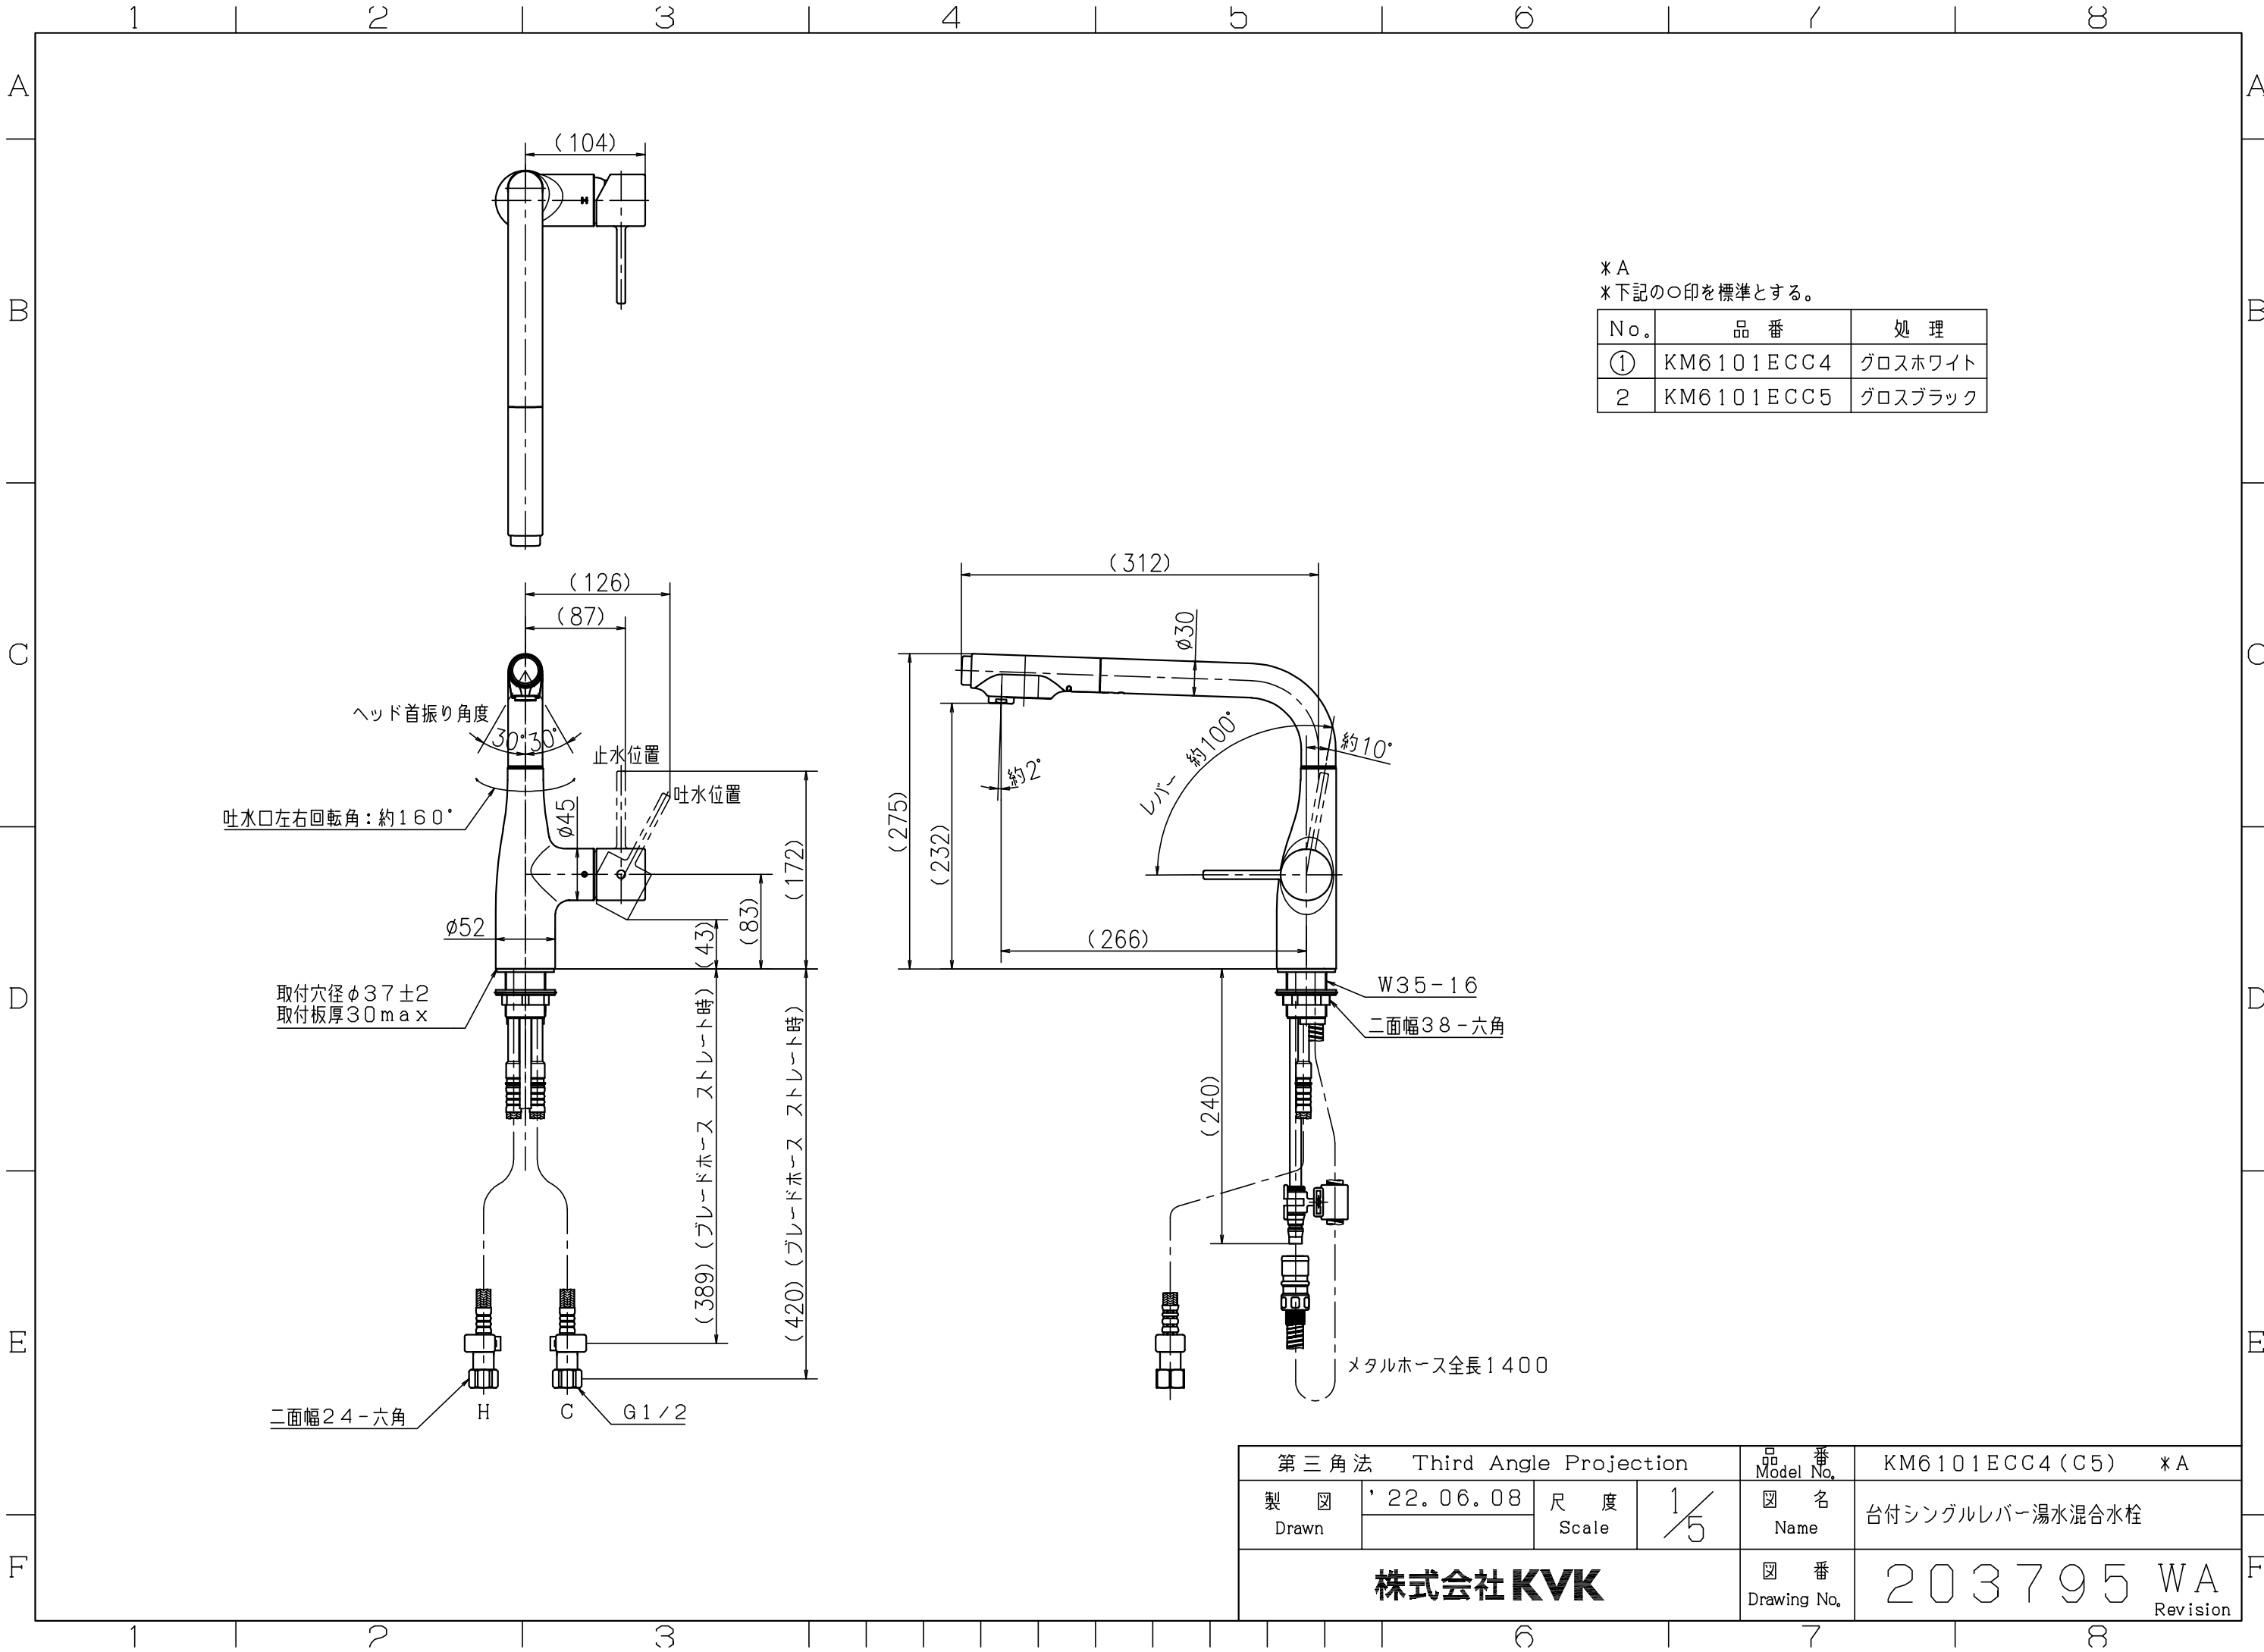 1 2 3 4 5 6 7 8
A A
B B
C C
D D
E E
F F
(104)
*A
*下記の○印を標準とする。
No. 品番 処理
① KM6101ECC4 グロスホワイト
2 KM6101ECC5 グロスブラック
(126)
(87)
ヘッド首振り角度
30° 30°
止水位置
吐水位置
吐水口左右回転角：約160°
φ45
(172)
(83)
(43)
φ52
取付穴径φ37±2
取付板厚30max
(389)(ブレードホース ストレート時)
(420)(ブレードホース ストレート時)
二面幅24-六角
H
C
G1/2
(312)
φ30
約10°
レバー 約100°
約2°
(275)
(232)
(266)
W35-16
二面幅38-六角
(240)
メタルホース全長1400
第三角法 Third Angle Projection
品番 Model No. KM6101ECC4(C5) *A
製図 Drawn '22.06.08
尺度 Scale 1/5
図名 Name 台付シングルレバー湯水混合水栓
株式会社KVK
図番 Drawing No. 203795 WA
Revision
1 2 3 6 7 8